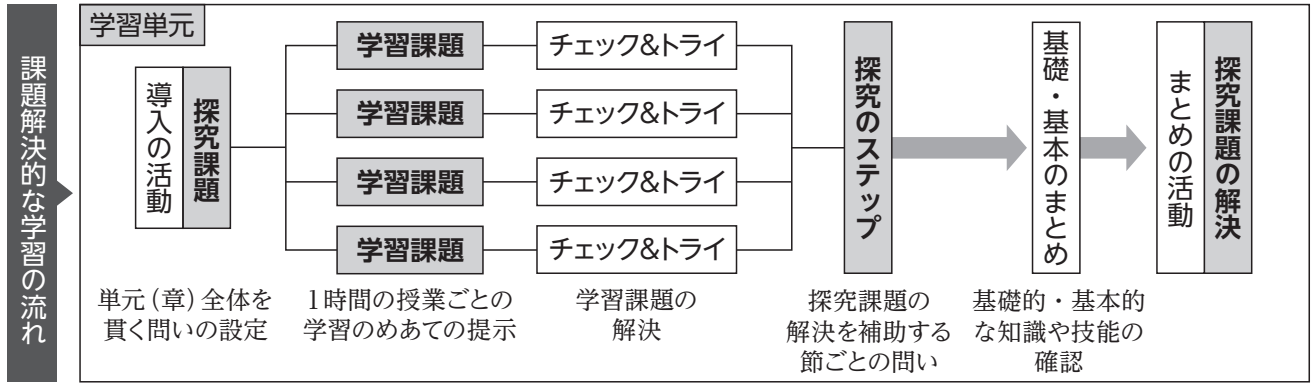 課題解決的な学習の流れ
学習単元
導入の活動
探究課題
学習課題
チェック&トライ
学習課題
チェック&トライ
学習課題
チェック&トライ
学習課題
チェック&トライ
探究のステップ
基礎・基本のまとめ
まとめの活動
探究課題の解決
単元(章)全体を
貫く問いの設定
1時間の授業ごとの
学習のめあての提示
学習課題の
解決
探究課題の
解決を補助する
節ごとの問い
基礎的・基本的
な知識や技能の
確認